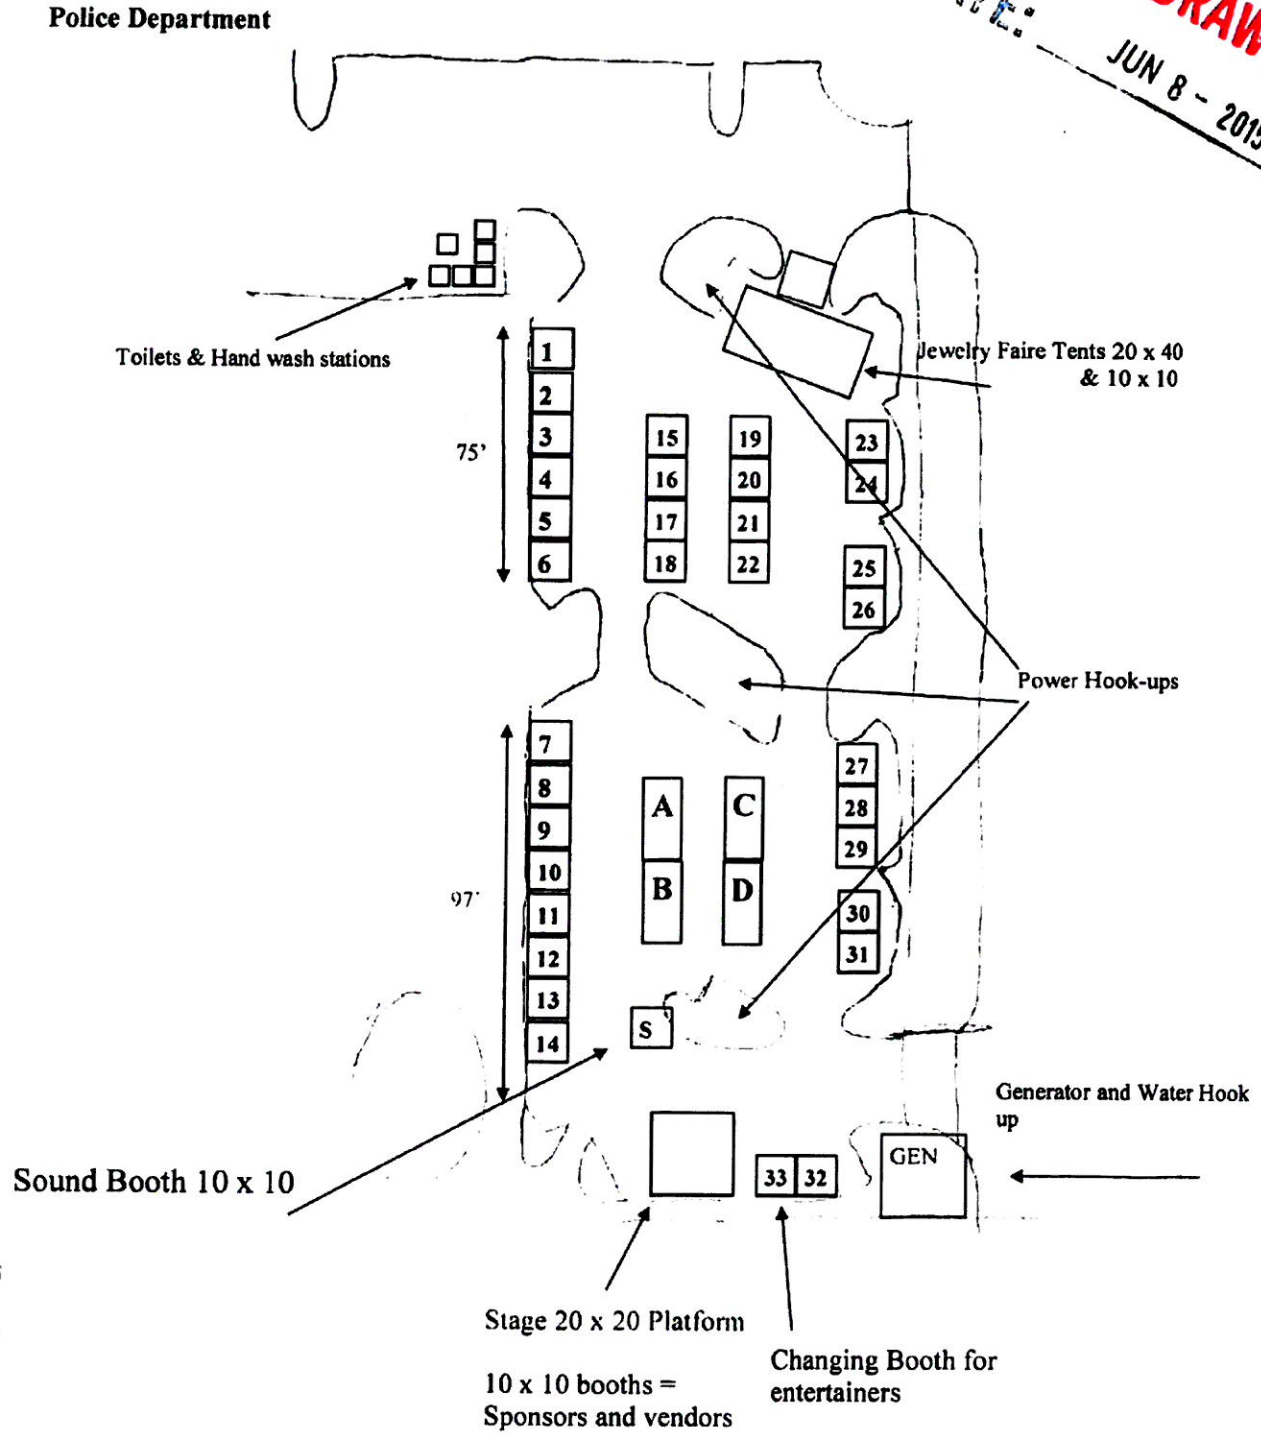 Police Department
JUN 8 - 2015
Toilets & Hand wash stations
Jewelry Faire Tents 20 x 40
& 10 x 10
75'
1
2
3
4
5
6
15
16
17
18
19
20
21
22
23
24
25
26
Power Hook-ups
97'
7
8
9
10
11
12
13
14
A
B
C
D
27
28
29
30
31
S
Sound Booth 10 x 10
Generator and Water Hook
up
GEN
33
32
Stage 20 x 20 Platform
10 x 10 booths =
Sponsors and vendors
Changing Booth for
entertainers